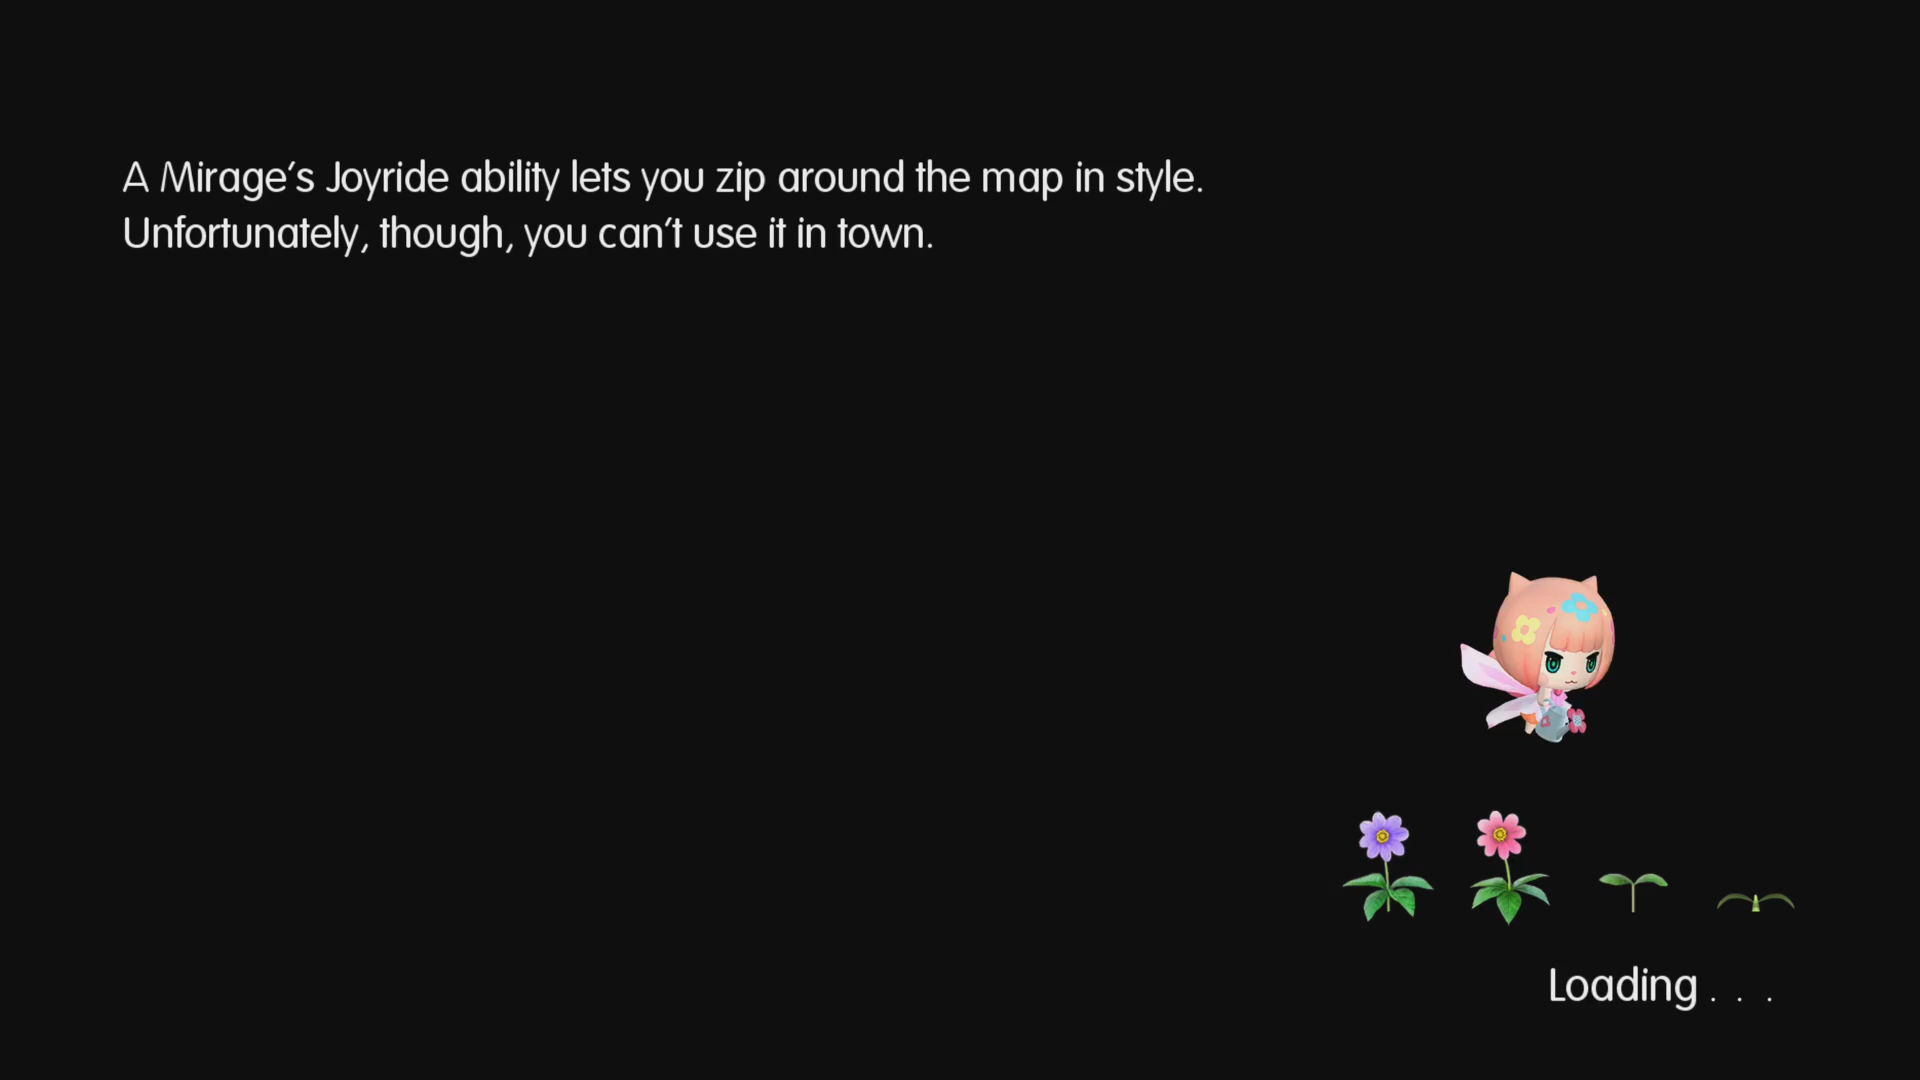 A Mirage's Joyride ability lets you zip around the map in style.
Unfortunately, though, you can't use it in town.
Loading . . .